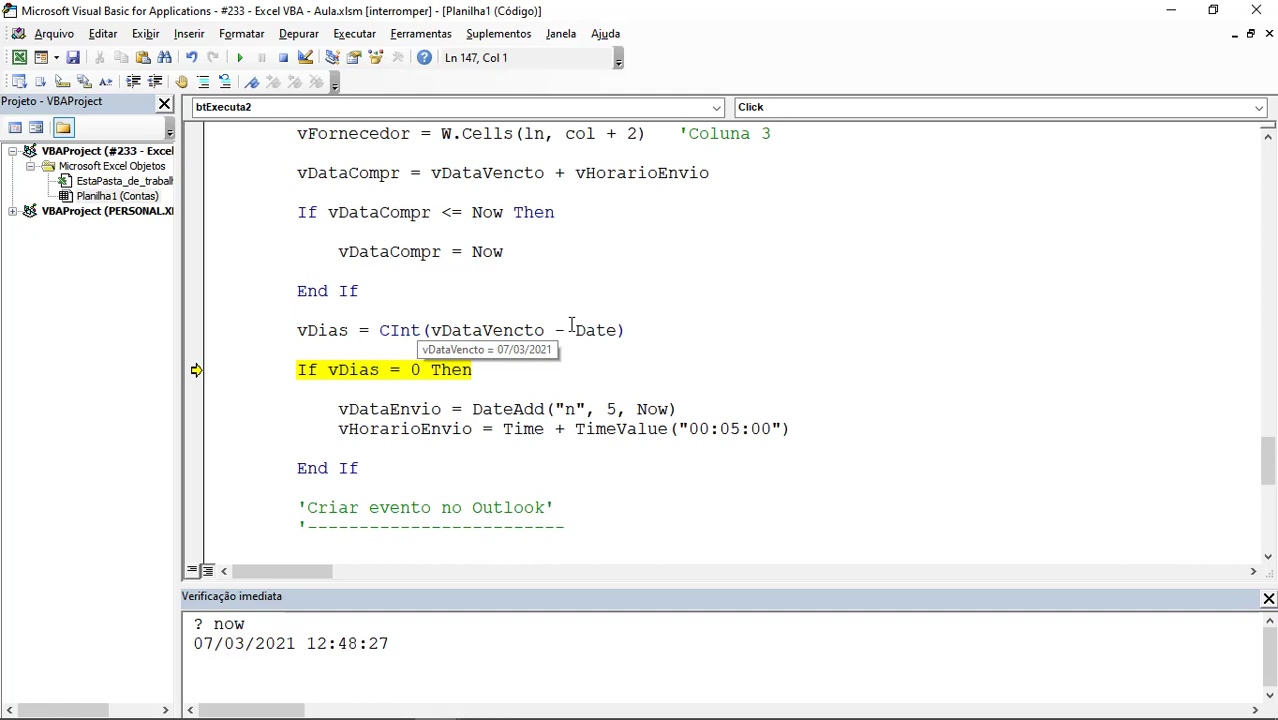 Microsoft Visual Basic for Applications - #233 - Excel VBA - Aula.xlsm [interromper] - [Planilha1 (Código)]
Arquivo Editar Exibir Inserir Formatar Depurar Executar Ferramentas Suplementos Janela Ajuda
Ln 147, Col 1
Projeto - VBAProject
btExecuta2
Click
VBAProject (#233 - Excel
Microsoft Excel Objetos
EstaPasta_de_trabalh
Planilha1 (Contas)
VBAProject (PERSONAL.X
vFornecedor = W.Cells(ln, col + 2) 'Coluna 3
vDataCompr = vDataVencto + vHorarioEnvio
If vDataCompr <= Now Then
vDataCompr = Now
End If
vDias = CInt(vDataVencto - Date)
vDataVencto = 07/03/2021
If vDias = 0 Then
vDataEnvio = DateAdd("n", 5, Now)
vHorarioEnvio = Time + TimeValue("00:05:00")
End If
'Criar evento no Outlook'
'-------------------------
Verificação imediata
? now
07/03/2021 12:48:27